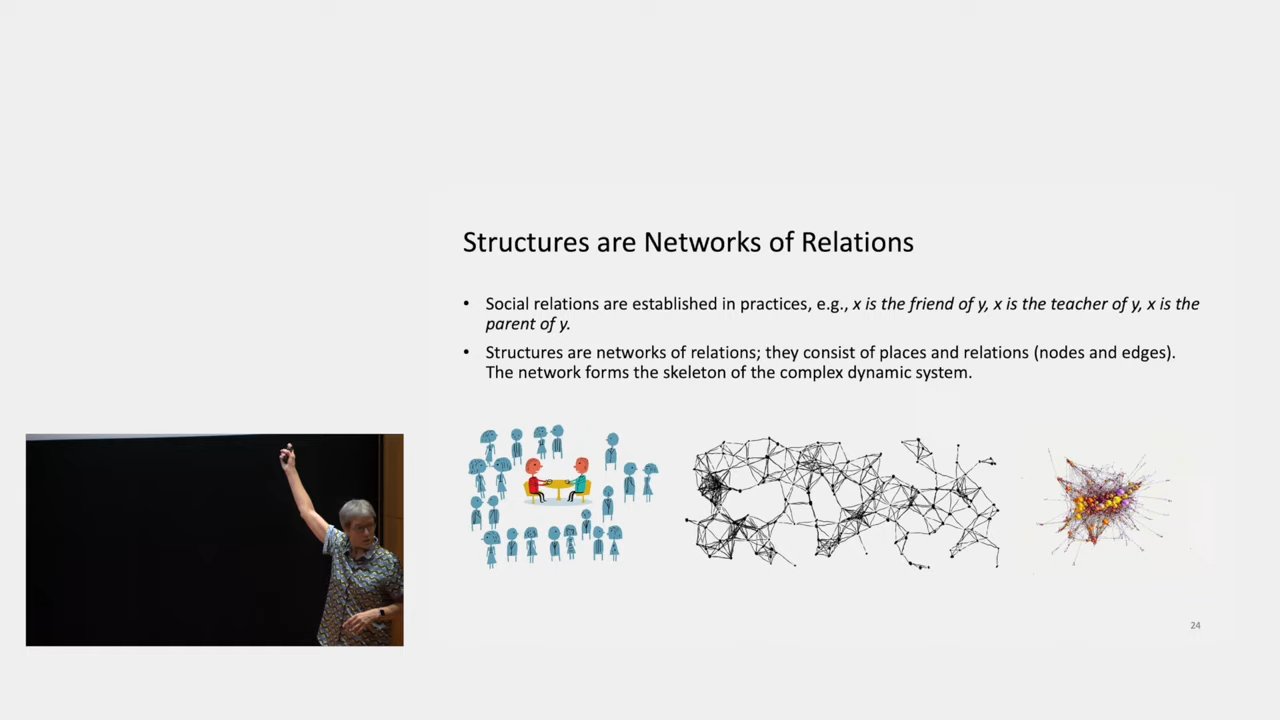 Structures are Networks of Relations
• Social relations are established in practices, e.g., x is the friend of y, x is the teacher of y, x is the
parent of y.
• Structures are networks of relations; they consist of places and relations (nodes and edges).
The network forms the skeleton of the complex dynamic system.
24